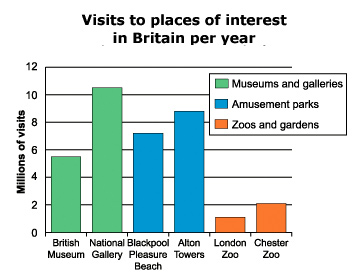 Visits to places of interest
in Britain per year
Millions of visits
12
10
8
6
4
2
0
Museums and galleries
Amusement parks
Zoos and gardens
British
Museum
National
Gallery
Blackpool
Pleasure
Beach
Alton
Towers
London
Zoo
Chester
Zoo